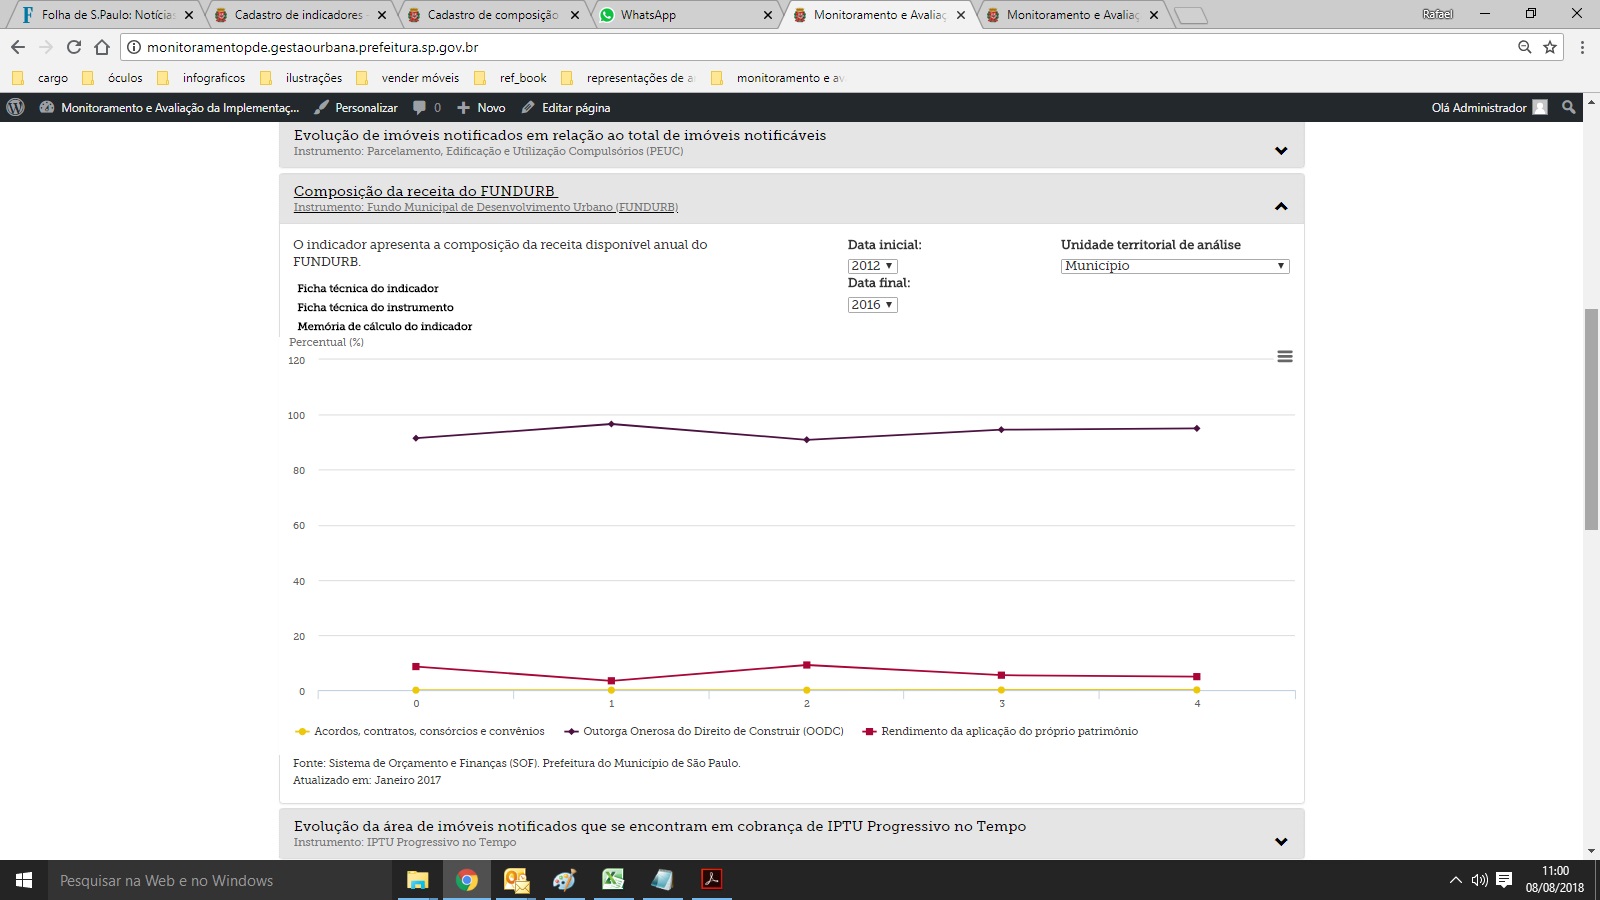 Folha de S.Paulo: Notícias
Cadastro de indicadores -
Cadastro de composição
WhatsApp
Monitoramento e Avaliaç
Monitoramento e Avaliaç
Rafael
monitoramentopde.gestaourbana.prefeitura.sp.gov.br
cargo
óculos
infograficos
ilustrações
vender móveis
ref_book
representações de a
monitoramento e av
Monitoramento e Avaliação da Implementaç...
Personalizar
0
Novo
Editar página
Olá Administrador
Evolução de imóveis notificados em relação ao total de imóveis notificáveis
Instrumento: Parcelamento, Edificação e Utilização Compulsórios (PEUC)
Composição da receita do FUNDURB
Instrumento: Fundo Municipal de Desenvolvimento Urbano (FUNDURB)
O indicador apresenta a composição da receita disponível anual do
FUNDURB.
Ficha técnica do indicador
Ficha técnica do instrumento
Memória de cálculo do indicador
Data inicial:
2012
Data final:
2016
Unidade territorial de análise
Município
Percentual (%)
120
100
80
60
40
20
0
0 1 2 3 4
Acordos, contratos, consórcios e convênios
Outorga Onerosa do Direito de Construir (OODC)
Rendimento da aplicação do próprio patrimônio
Fonte: Sistema de Orçamento e Finanças (SOF). Prefeitura do Município de São Paulo.
Atualizado em: Janeiro 2017
Evolução da área de imóveis notificados que se encontram em cobrança de IPTU Progressivo no Tempo
Instrumento: IPTU Progressivo no Tempo
Pesquisar na Web e no Windows
11:00
08/08/2018